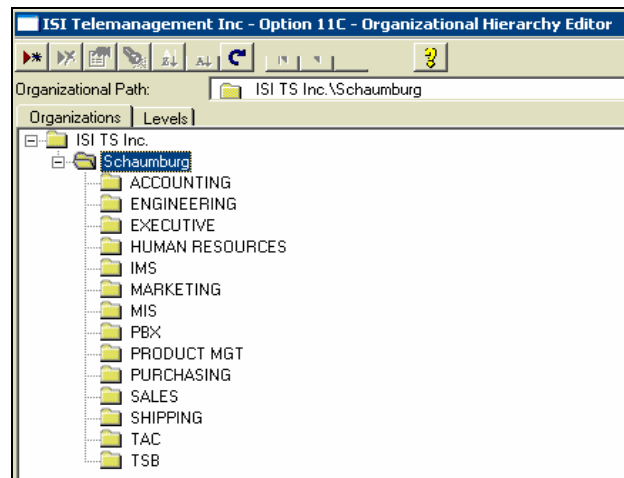 ISI Telemanagement Inc - Option 11C - Organizational Hierarchy Editor
Organizational Path: ISI TS Inc.\Schaumburg
Organizations Levels
ISI TS Inc.
Schaumburg
ACCOUNTING
ENGINEERING
EXECUTIVE
HUMAN RESOURCES
IMS
MARKETING
MIS
PBX
PRODUCT MGT
PURCHASING
SALES
SHIPPING
TAC
TSB